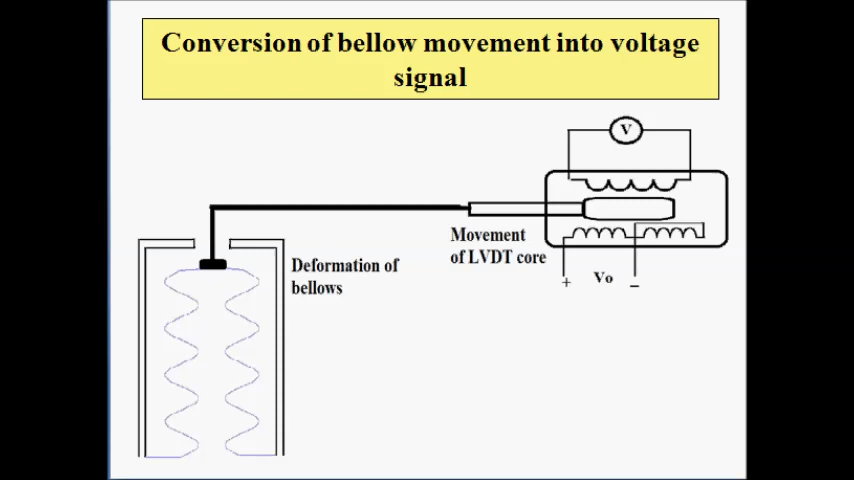 Conversion of bellow movement into voltage
signal
V
Movement
of LVDT core
Deformation of
bellows
+ Vo –